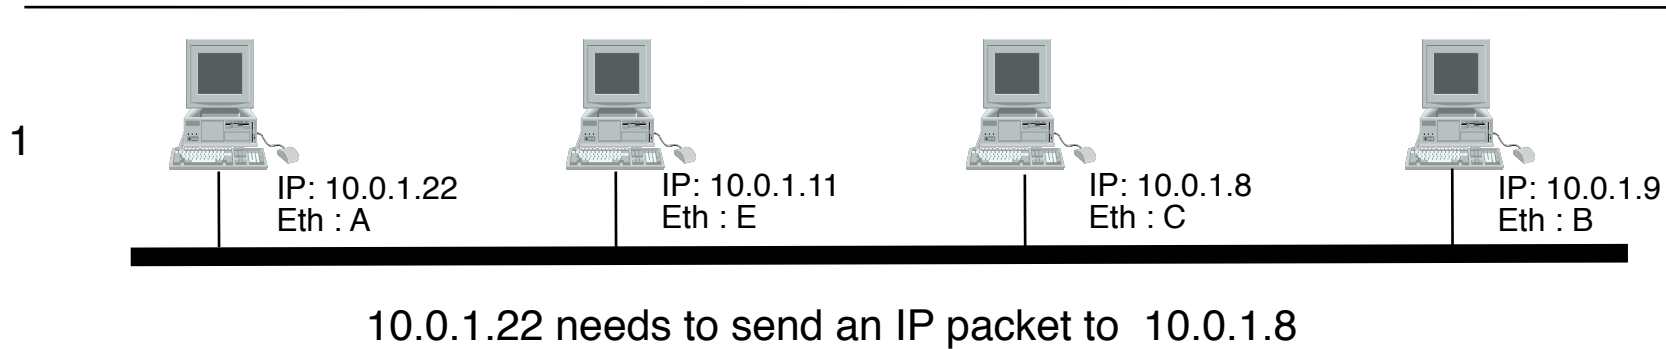 1
IP: 10.0.1.22
Eth : A
IP: 10.0.1.11
Eth : E
IP: 10.0.1.8
Eth : C
IP: 10.0.1.9
Eth : B
10.0.1.22 needs to send an IP packet to 10.0.1.8